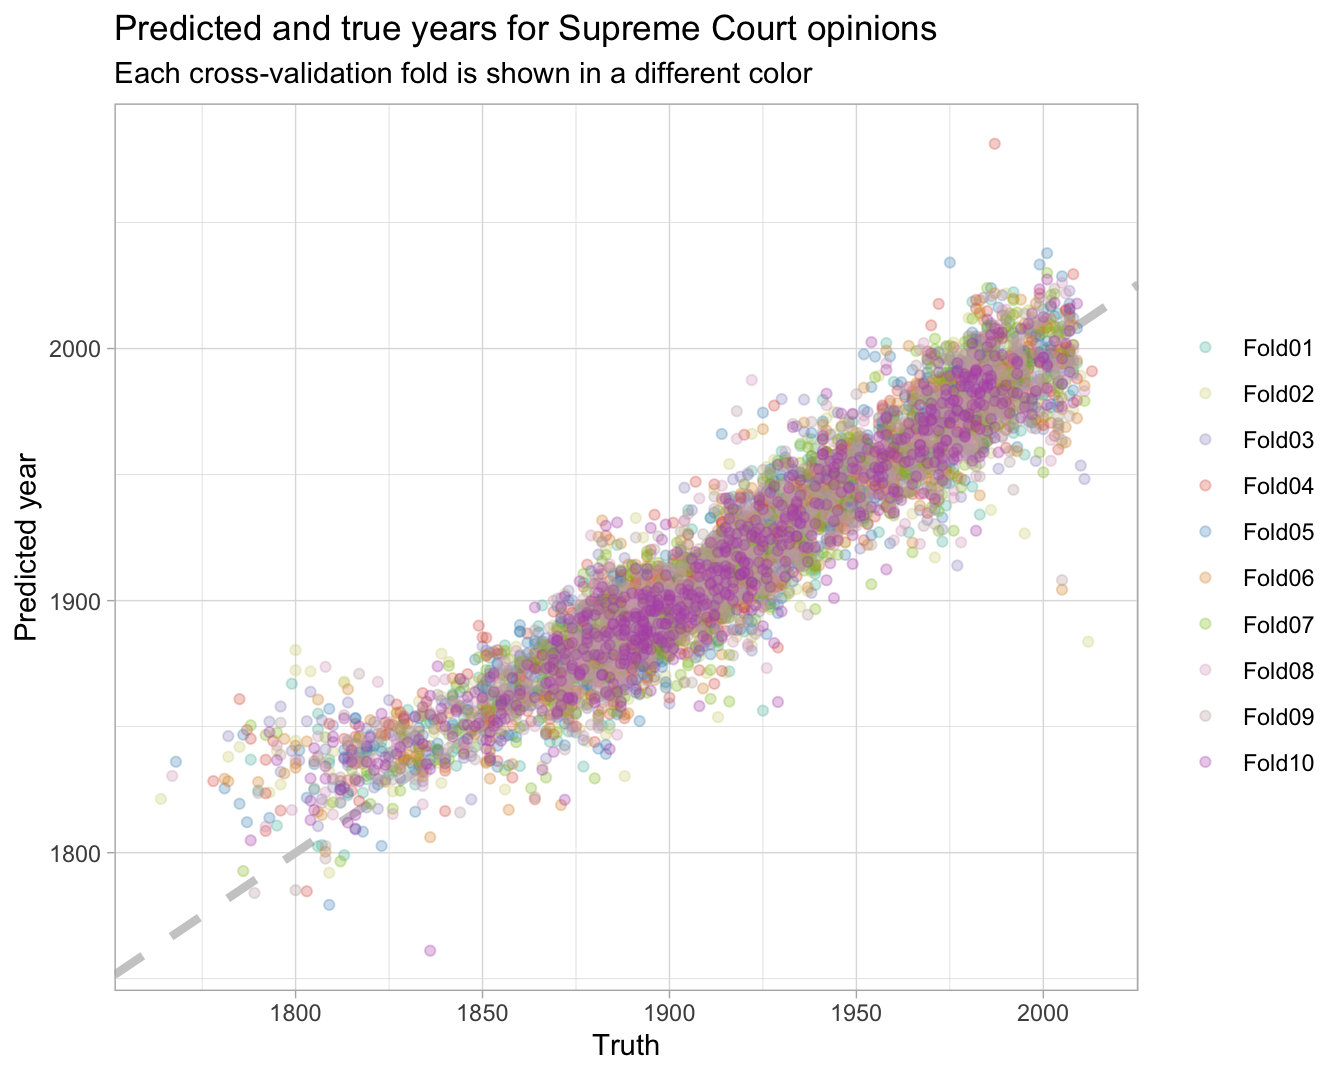 Predicted and true years for Supreme Court opinions
Each cross-validation fold is shown in a different color
Predicted year
2000
1900
1800
1800
1850
1900
1950
2000
Truth
Fold01
Fold02
Fold03
Fold04
Fold05
Fold06
Fold07
Fold08
Fold09
Fold10